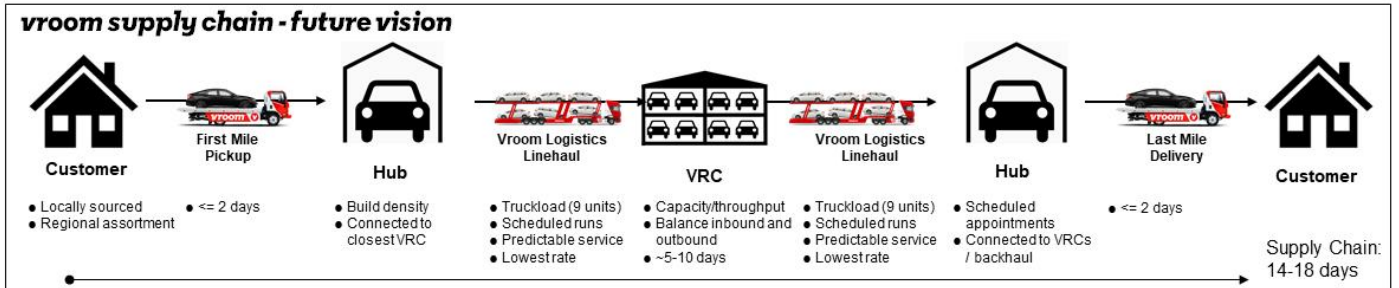 vroom supply chain - future vision
vroom
First Mile
Pickup
Customer
● Locally sourced
● Regional assortment
● <= 2 days
Hub
● Build density
● Connected to
closest VRC
Vroom Logistics
Linehaul
● Truckload (9 units)
● Scheduled runs
● Predictable service
● Lowest rate
VRC
● Capacity/throughput
● Balance inbound and
outbound
● ~5-10 days
Vroom Logistics
Linehaul
● Truckload (9 units)
● Scheduled runs
● Predictable service
● Lowest rate
Hub
● Scheduled
appointments
● Connected to VRCs
/ backhaul
vroom
Last Mile
Delivery
● <= 2 days
Customer
Supply Chain:
14-18 days